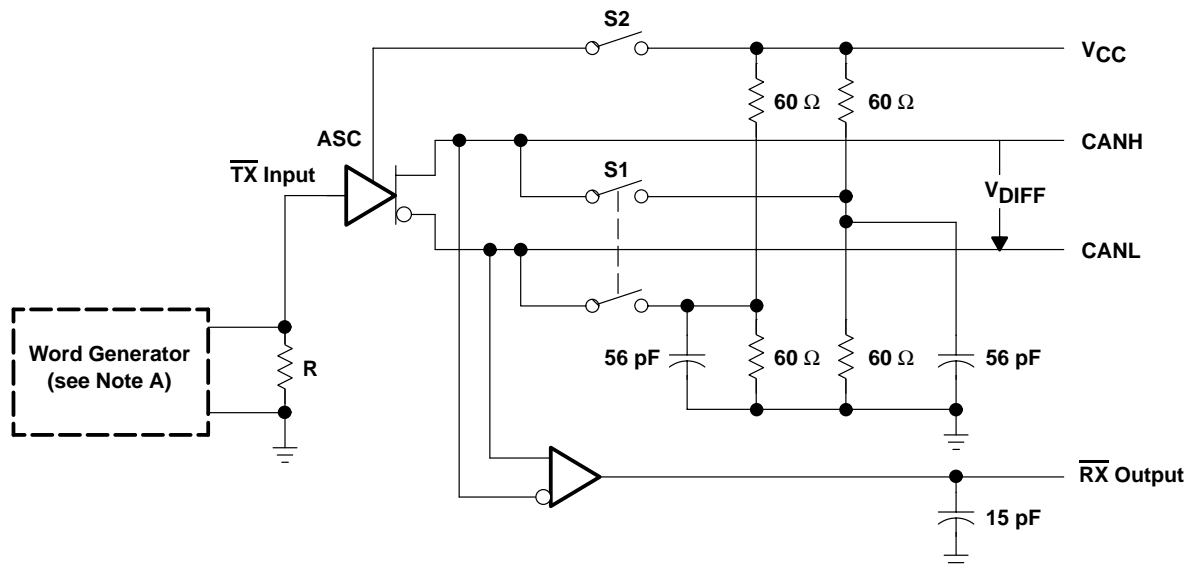 S2
VCC
60 Ω
60 Ω
ASC
CANH
TX Input
S1
VDIFF
CANL
Word Generator
(see Note A)
R
56 pF
60 Ω
60 Ω
56 pF
RX Output
15 pF